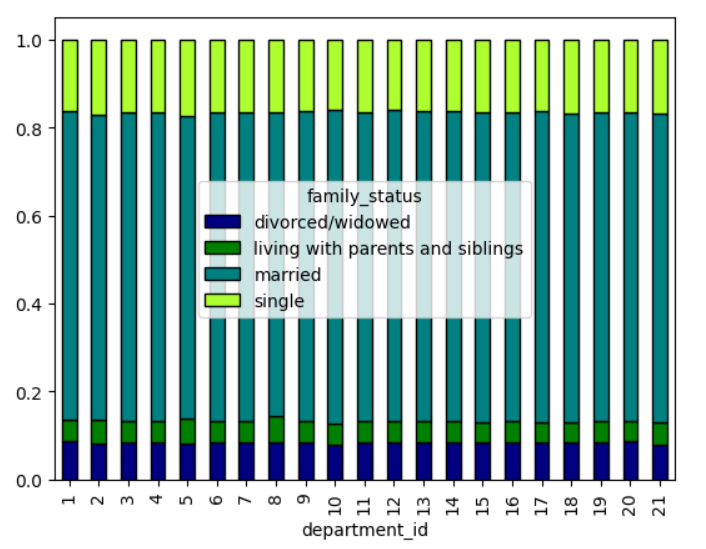 1.0
0.8
0.6
0.4
0.2
0.0
family_status
divorced/widowed
living with parents and siblings
married
single
1 2 3 4 5 6 7 8 9 10 11 12 13 14 15 16 17 18 19 20 21
department_id